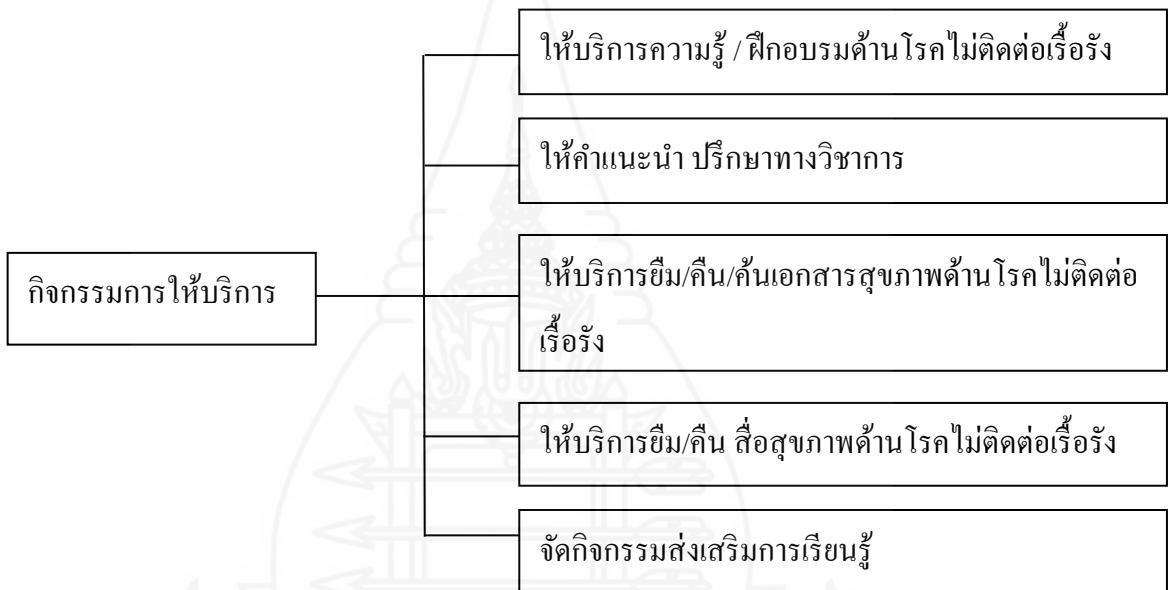 ให้บริการความรู้ / ฝึกอบรมด้านโรคไม่ติดต่อเรื้อรัง
ให้คำแนะนำ ปรึกษาทางวิชาการ
กิจกรรมการให้บริการ
ให้บริการยืม/คืน/ค้นเอกสารสุขภาพด้านโรคไม่ติดต่อ
เรื้อรัง
ให้บริการยืม/คืน สื่อสุขภาพด้านโรคไม่ติดต่อเรื้อรัง
จัดกิจกรรมส่งเสริมการเรียนรู้